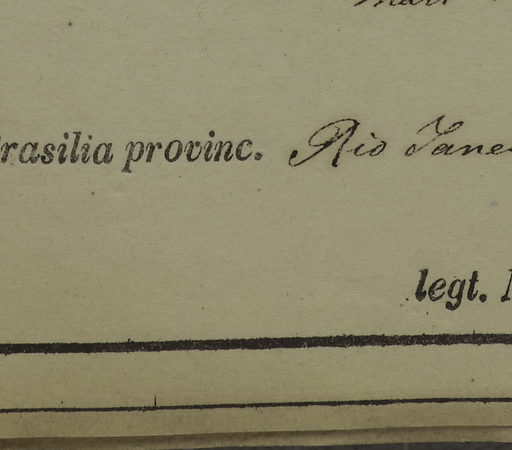 rasilia provinc. Rio Jane
legt.